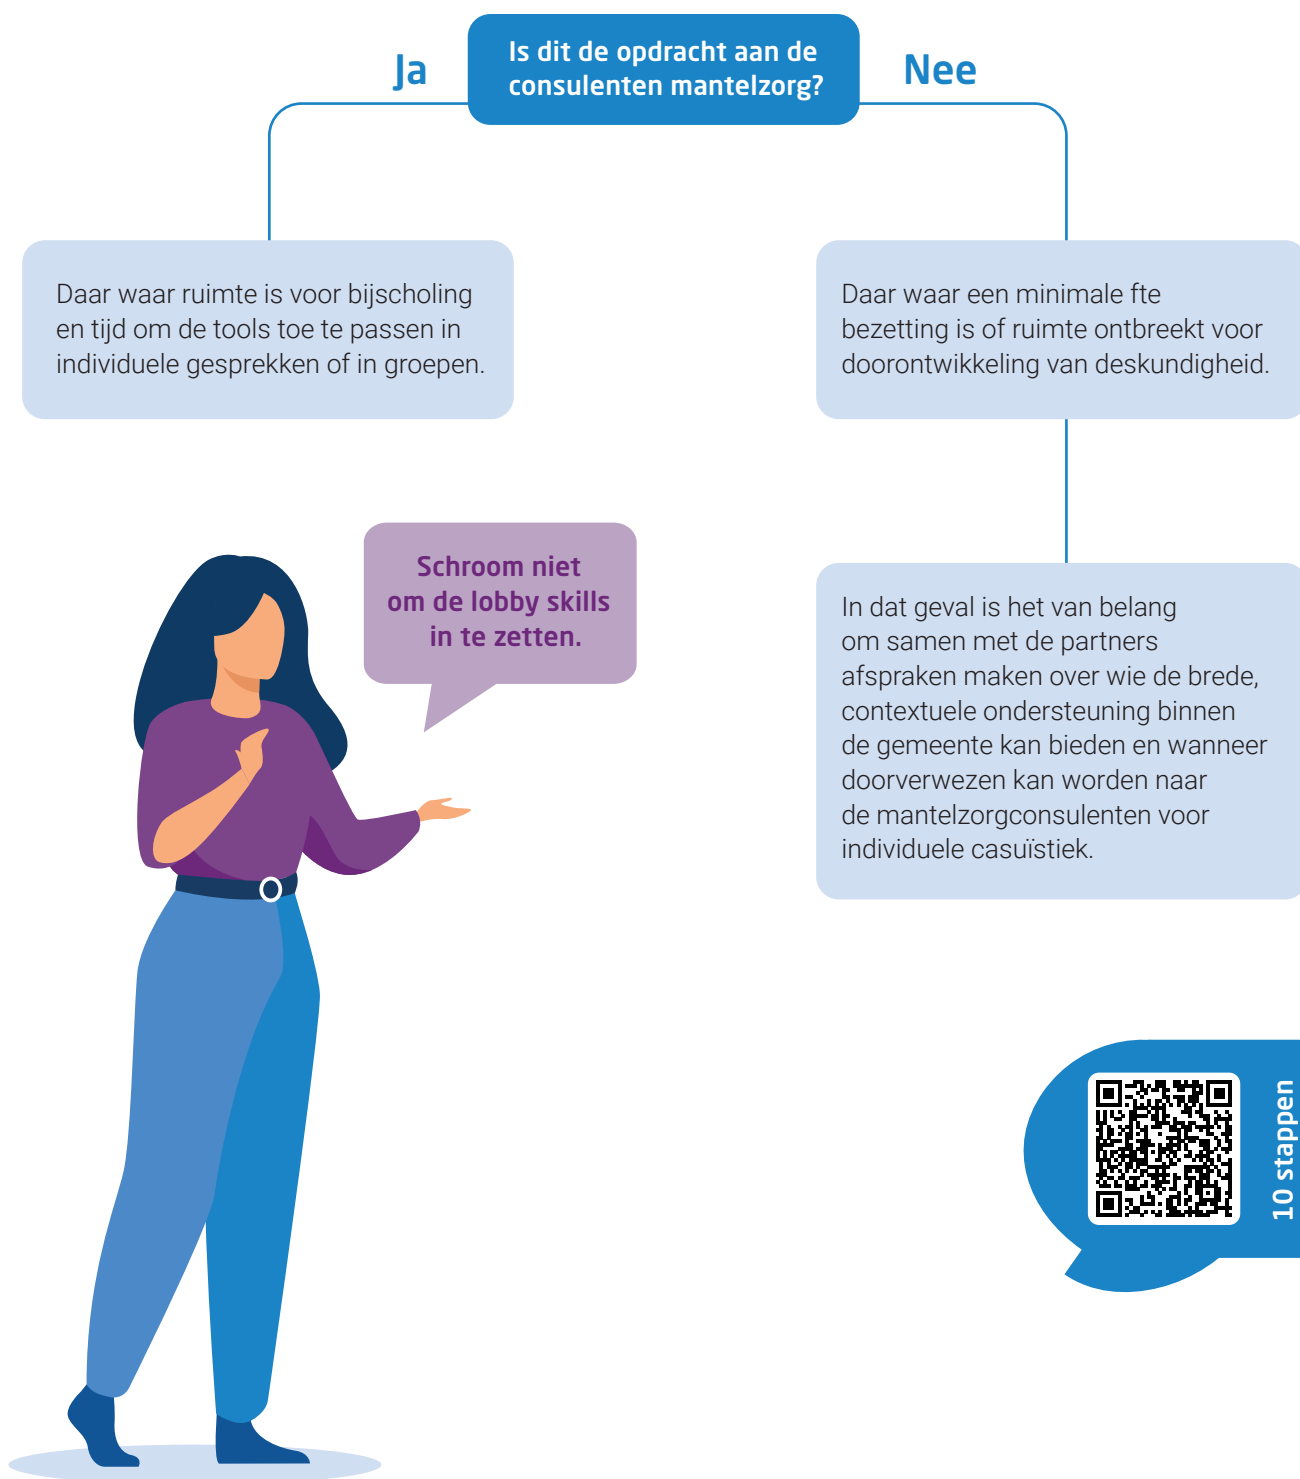 Ja
Is dit de opdracht aan de
consulenten mantelzorg?
Nee
Daar waar ruimte is voor bijscholing
en tijd om de tools toe te passen in
individuele gesprekken of in groepen.
Daar waar een minimale fte
bezetting is of ruimte ontbreekt voor
doorontwikkeling van deskundigheid.
Schroom niet
om de lobby skills
in te zetten.
In dat geval is het van belang
om samen met de partners
afspraken maken over wie de brede,
contextuele ondersteuning binnen
de gemeente kan bieden en wanneer
doorverwezen kan worden naar
de mantelzorgconsulenten voor
individuele casuïstiek.
10 stappen